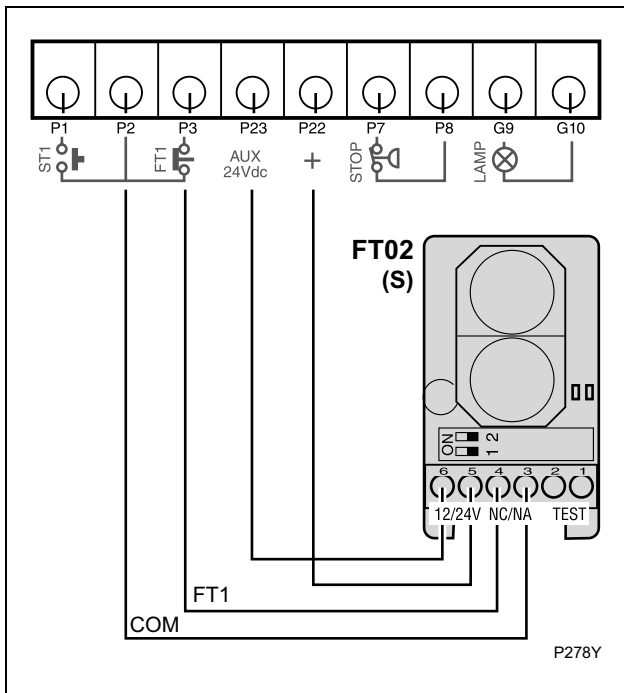 P1 P2 P3 P23 P22 P7 P8 G9 G10
ST1
FT1
AUX
24Vdc
+
STOP
LAMP
FT02
(S)
ON
2
1
6 5 4 3 2 1
12/24V NC/NA TEST
FT1
COM
P278Y